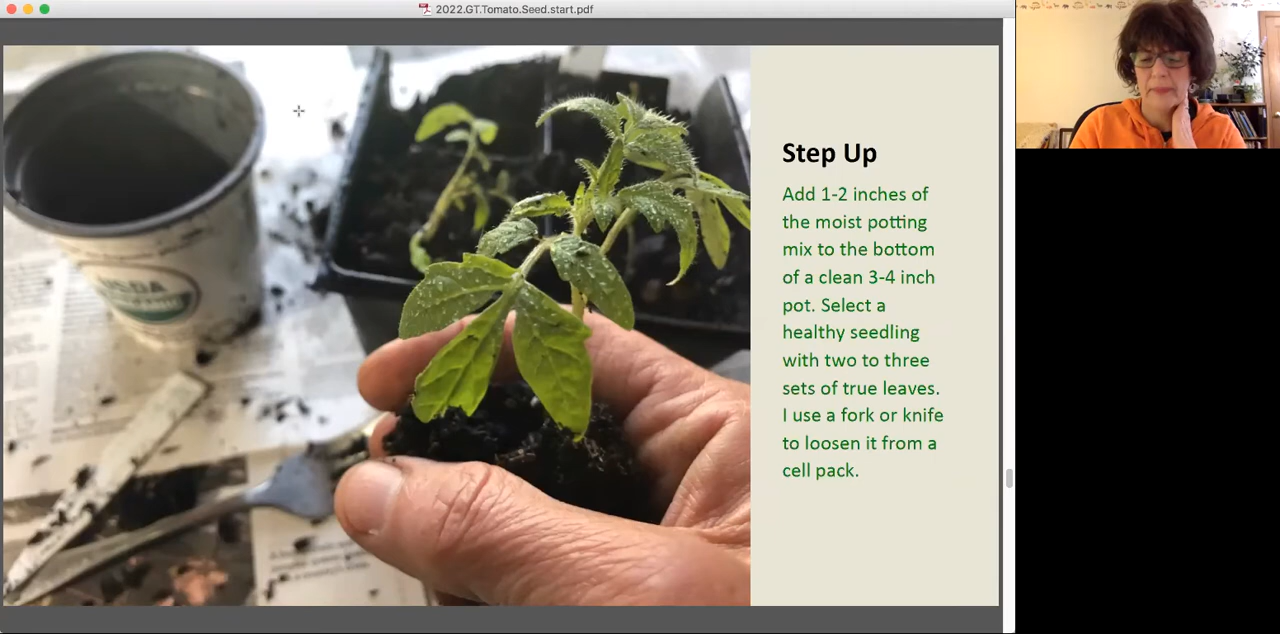 2022.GT.Tomato.Seed.start.pdf
Step Up
Add 1-2 inches of
the moist potting
mix to the bottom
of a clean 3-4 inch
pot. Select a
healthy seedling
with two to three
sets of true leaves.
I use a fork or knife
to loosen it from a
cell pack.
USDA
ORGANIC